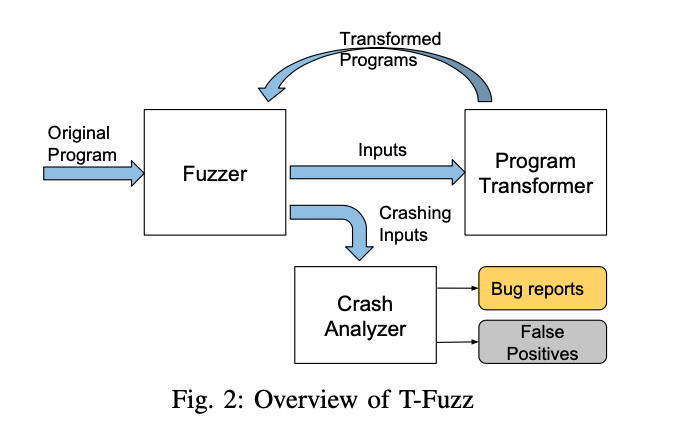 Transformed
Programs
Original
Program
Fuzzer
Inputs
Program
Transformer
Crashing
Inputs
Crash
Analyzer
Bug reports
False
Positives
Fig. 2: Overview of T-Fuzz